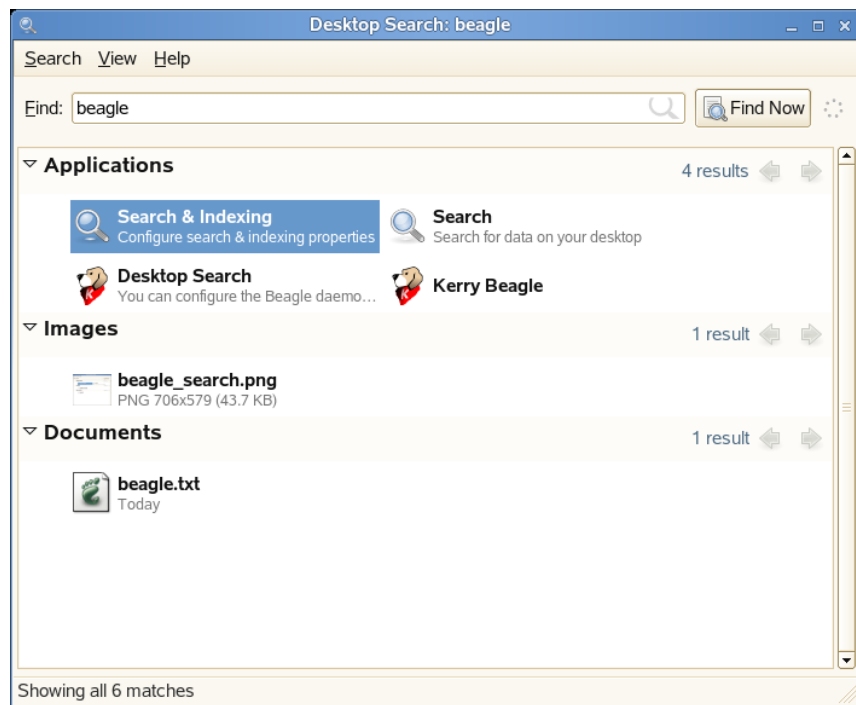 Desktop Search: beagle
Search View Help
Find: beagle Find Now
Applications 4 results
Search & Indexing
Configure search & indexing properties
Search
Search for data on your desktop
Desktop Search
You can configure the Beagle daemo...
Kerry Beagle
Images 1 result
beagle_search.png
PNG 706x579 (43.7 KB)
Documents 1 result
beagle.txt
Today
Showing all 6 matches